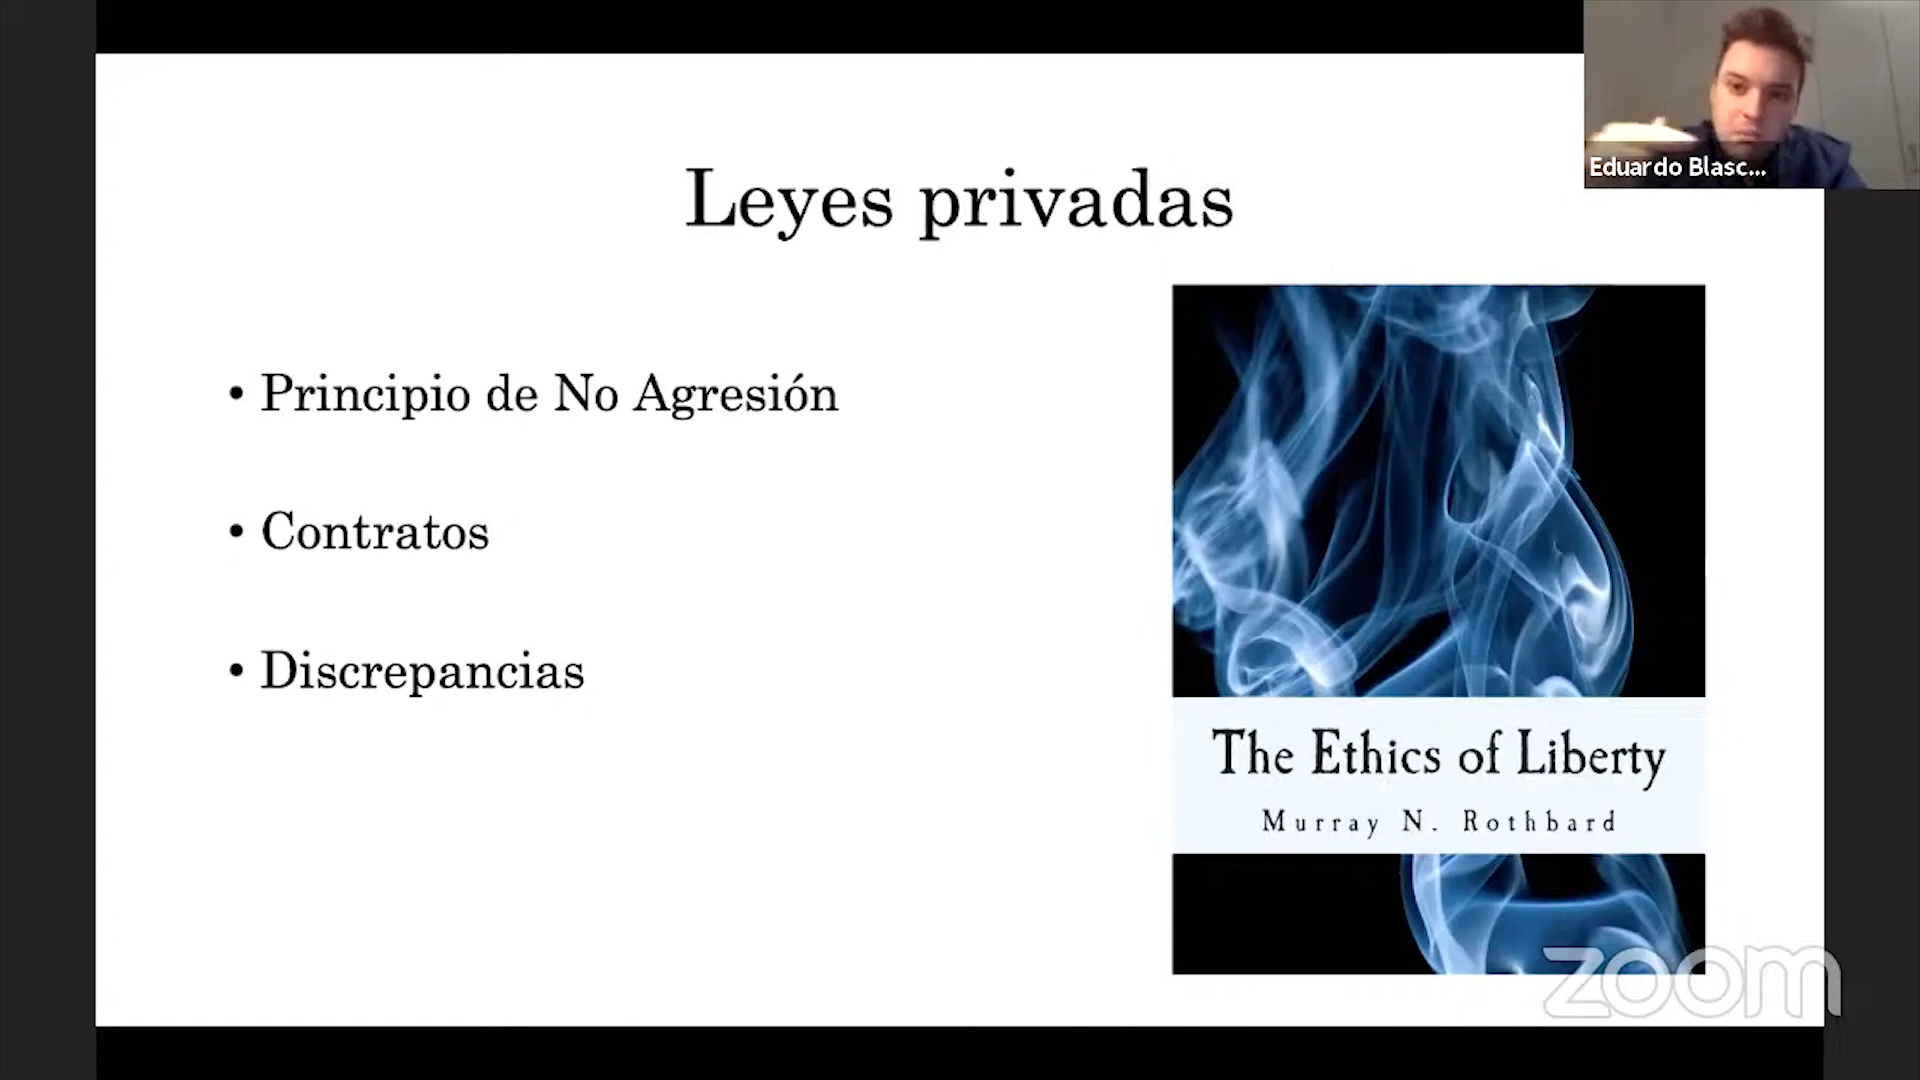 Leyes privadas
Eduardo Blasc...
• Principio de No Agresión
• Contratos
• Discrepancias
The Ethics of Liberty
Murray N. Rothbard
zoom